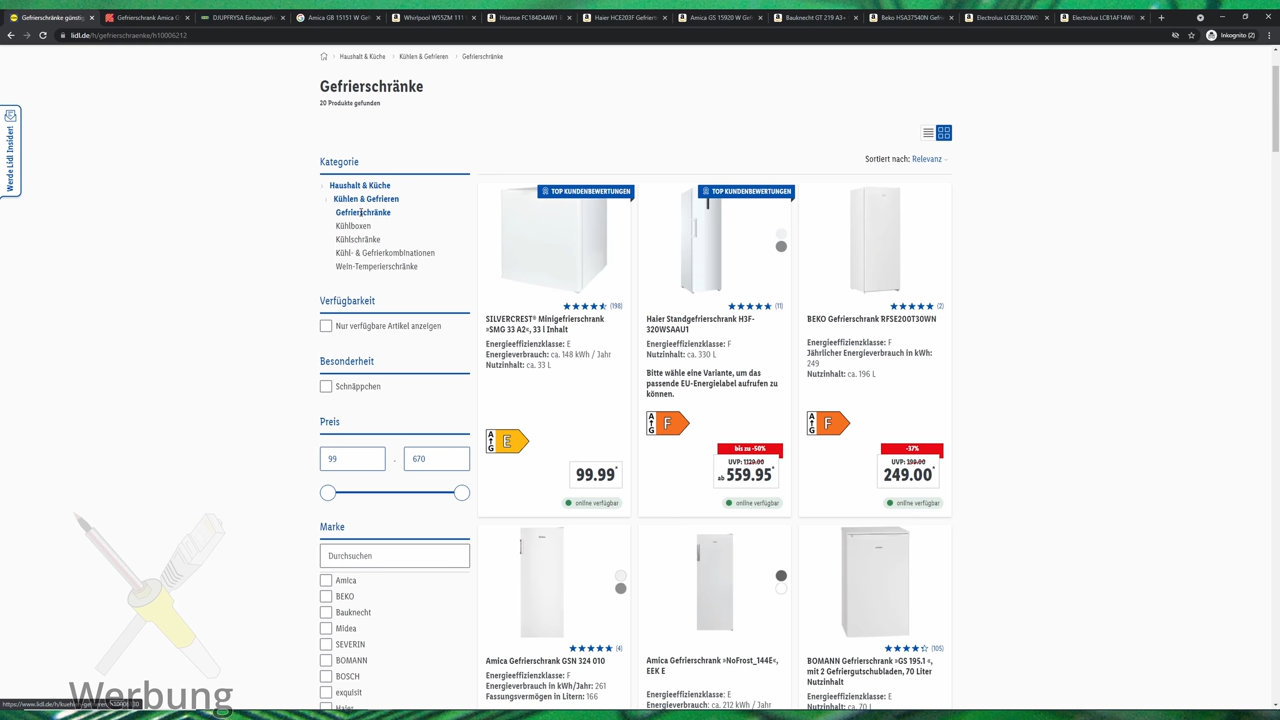 Gefrierschränke günstig
Gefrierschrank Amica G
DJUPFRYSA Einbaugefri
Amica GB 15151 W Gef
Whirlpool W55ZM 111
Hisense FC184D4AW1 E
Haier HCE203F Gefriers
Amica GS 15920 W Gef
Bauknecht GT 219 A3+
Beko HSA37540N Gefri
Electrolux LCB3LF20W0
Electrolux LCB1AF14W0
lidl.de/h/gefrierschraenke/h10006212
Inkognito (2)
Haushalt & Küche
Kühlen & Gefrieren
Gefrierschränke
Gefrierschränke
20 Produkte gefunden
Werde Lidl Insider!
Sortiert nach: Relevanz
Kategorie
Haushalt & Küche
Kühlen & Gefrieren
Gefrierschränke
Kühlboxen
Kühlschränke
Kühl- & Gefrierkombinationen
Wein-Temperierschränke
Verfügbarkeit
Nur verfügbare Artikel anzeigen
Besonderheit
Schnäppchen
Preis
99
-
670
Marke
Durchsuchen
Amica
BEKO
Bauknecht
Midea
SEVERIN
BOMANN
BOSCH
exquisit
Haier
TOP KUNDENBEWERTUNGEN
(198)
SILVERCREST® Minigefrierschrank
»SMG 33 A2«, 33 l Inhalt
Energieeffizienzklasse: E
Energieverbrauch: ca. 148 kWh / Jahr
Nutzinhalt: ca. 33 L
A
G
E
99.99*
online verfügbar
TOP KUNDENBEWERTUNGEN
(11)
Haier Standgefrierschrank H3F-
320WSAAU1
Energieeffizienzklasse: F
Nutzinhalt: ca. 330 L
Bitte wähle eine Variante, um das
passende EU-Energielabel aufrufen zu
können.
A
G
F
bis zu -50%
UVP: 1129.00
ab 559.95*
online verfügbar
(2)
BEKO Gefrierschrank RFSE200T30WN
Energieeffizienzklasse: F
Jährlicher Energieverbrauch in kWh:
249
Nutzinhalt: ca. 196 L
A
G
F
-37%
UVP: 399.00
249.00*
online verfügbar
(4)
Amica Gefrierschrank GSN 324 010
Energieeffizienzklasse: F
Energieverbrauch in kWh/Jahr: 261
Fassungsvermögen in Litern: 166
Amica Gefrierschrank »NoFrost_144E«,
EEK E
Energieeffizienzklasse: E
Energieverbrauch: ca. 212 kWh / Jahr
(105)
BOMANN Gefrierschrank »GS 195.1 «,
mit 2 Gefriergutschubladen, 70 Liter
Nutzinhalt
Energieeffizienzklasse: E
Nutzinhalt: ca. 70 L
Werbung